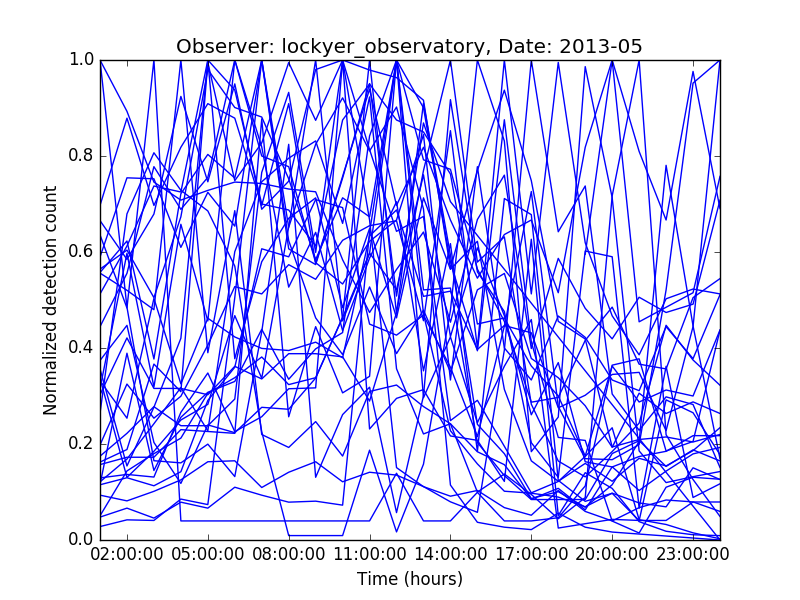 Observer: lockyer_observatory, Date: 2013-05
1.0
0.8
0.6
0.4
0.2
0.0
Normalized detection count
02:00:00 05:00:00 08:00:00 11:00:00 14:00:00 17:00:00 20:00:00 23:00:00
Time (hours)